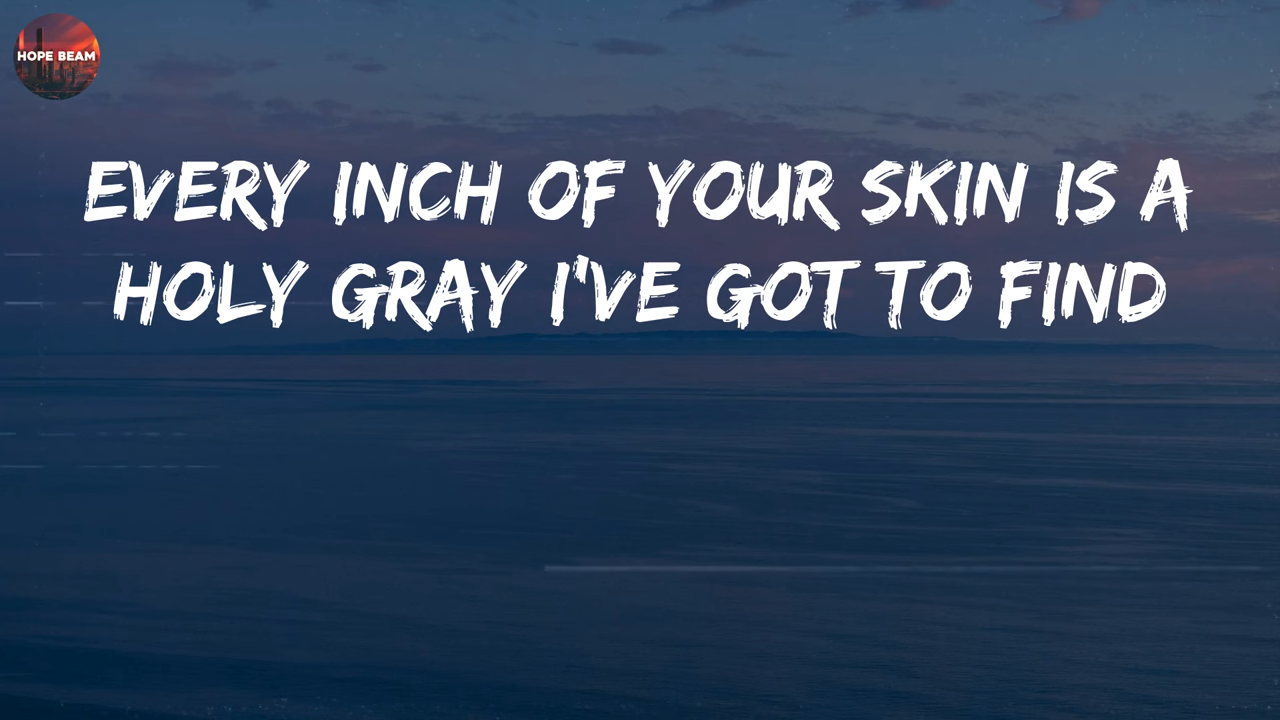 HOPE BEAM
EVERY INCH OF YOUR SKIN IS A
HOLY GRAY I'VE GOT TO FIND